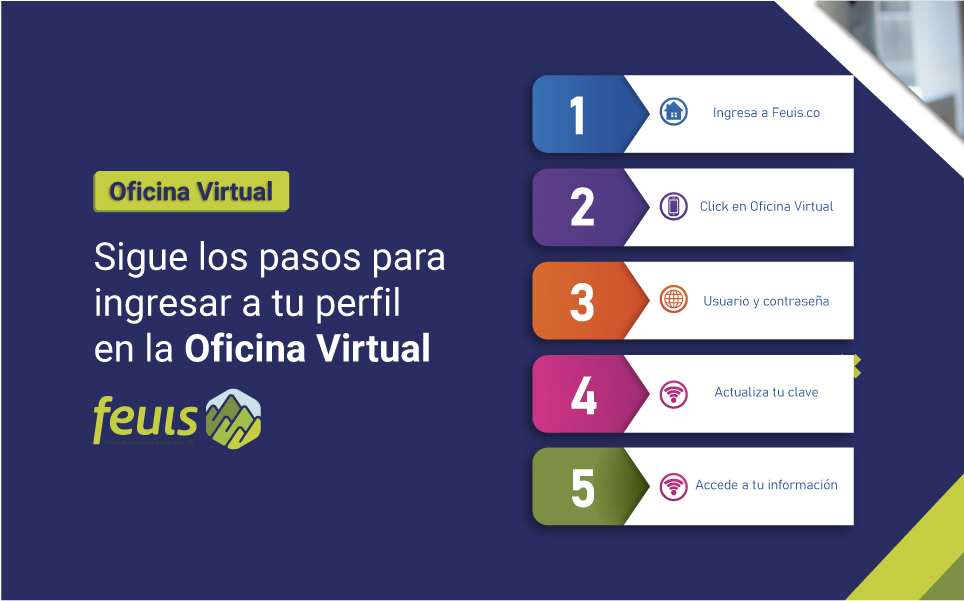 Oficina Virtual
Sigue los pasos para
ingresar a tu perfil
en la Oficina Virtual
feuis
1
Ingresa a Feuis.co
2
Click en Oficina Virtual
3
Usuario y contraseña
4
Actualiza tu clave
5
Accede a tu información